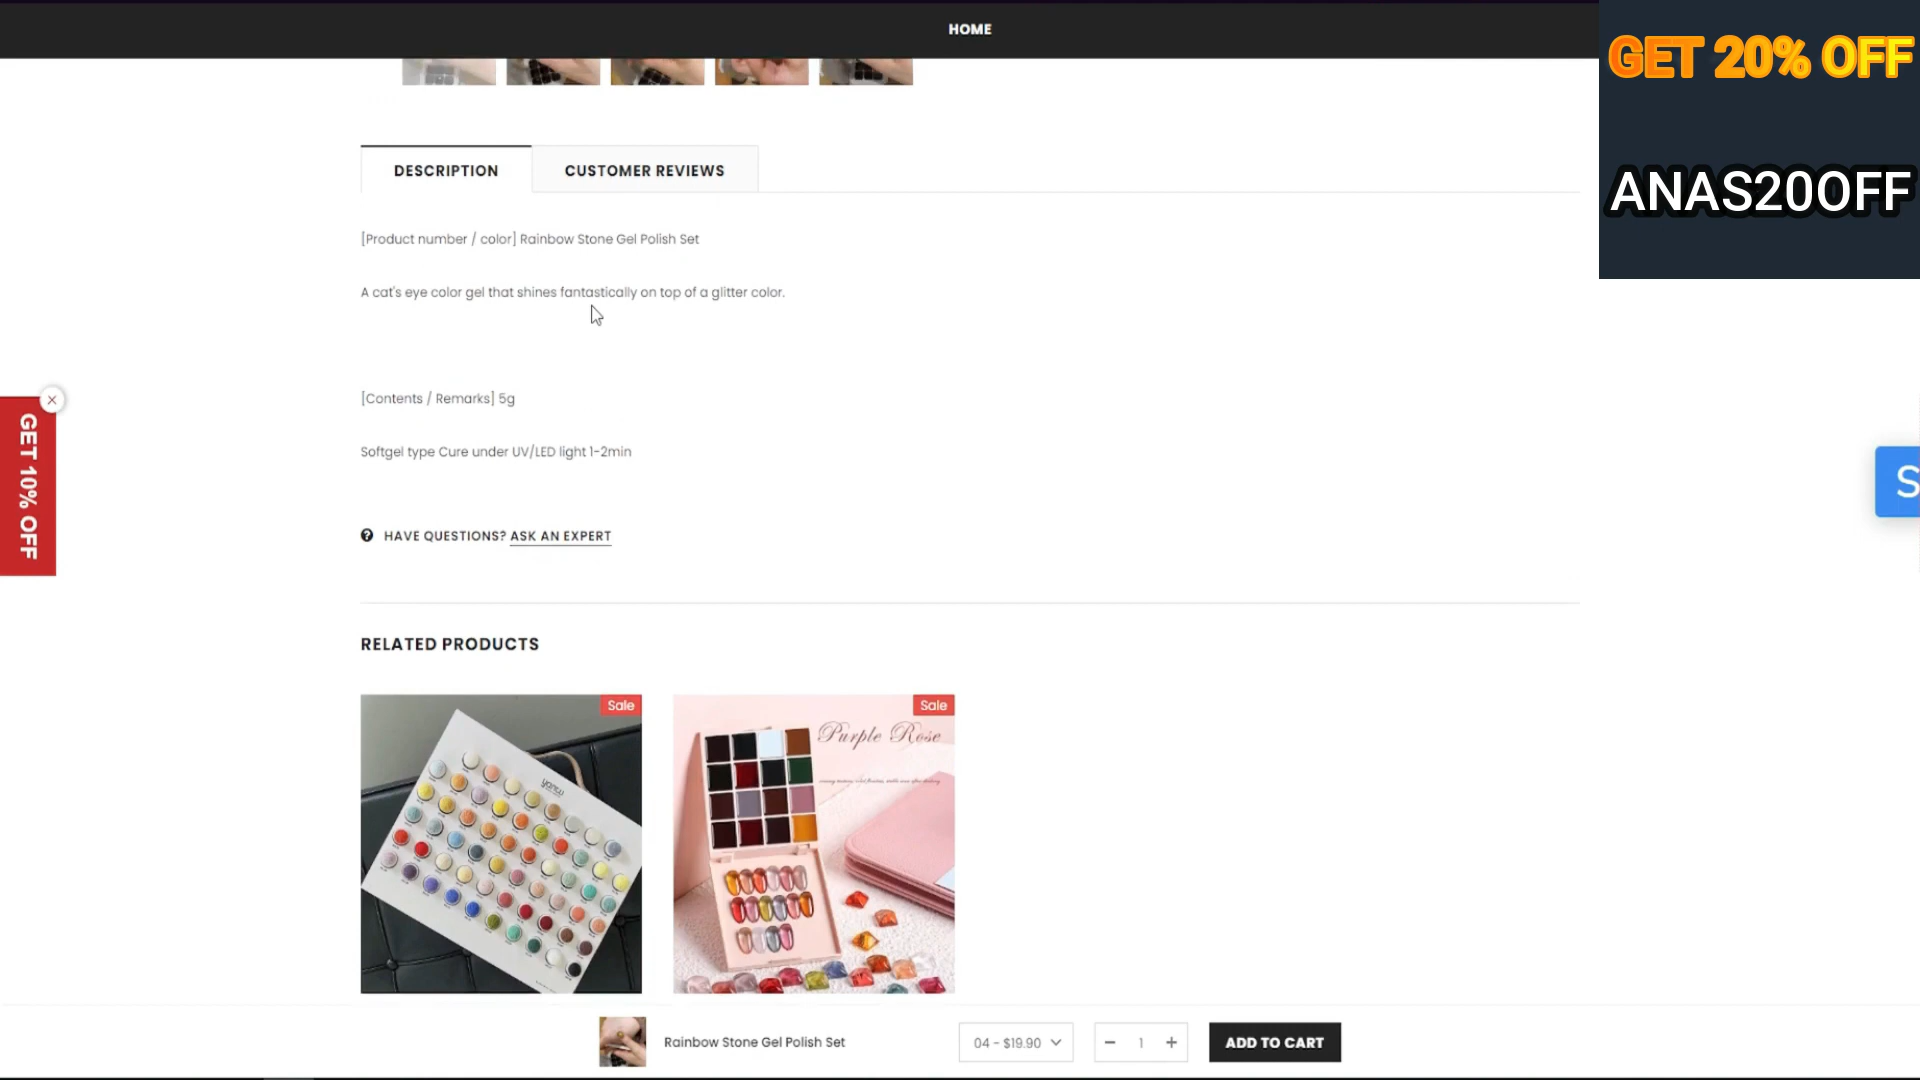 HOME
GET 20% OFF
ANAS20OFF
DESCRIPTION
CUSTOMER REVIEWS
[Product number / color] Rainbow Stone Gel Polish Set
A cat's eye color gel that shines fantastically on top of a glitter color.
[Contents / Remarks] 5g
Softgel type Cure under UV/LED light 1-2min
GET 10% OFF
S
? HAVE QUESTIONS? ASK AN EXPERT
RELATED PRODUCTS
Sale
Sale
Purple Rose
Rainbow Stone Gel Polish Set
04 - $19.90
1
ADD TO CART